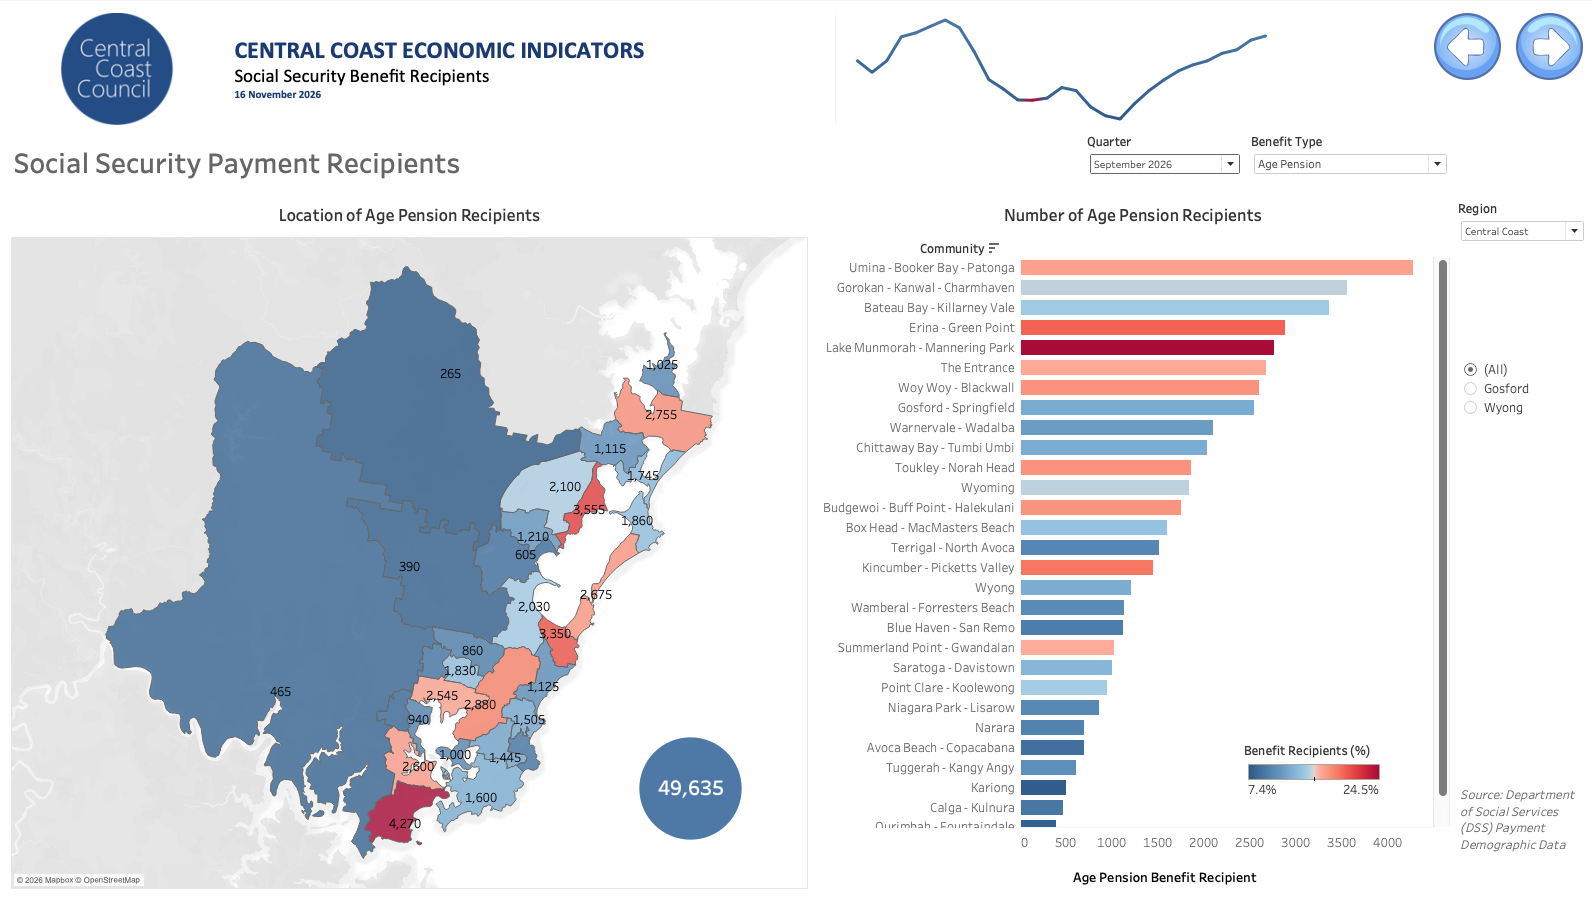 Central
Coast
Council
CENTRAL COAST ECONOMIC INDICATORS
Social Security Benefit Recipients
16 November 2026
Social Security Payment Recipients
Quarter
September 2026
Benefit Type
Age Pension
Location of Age Pension Recipients
Number of Age Pension Recipients
Region
Central Coast
(All)
Gosford
Wyong
265
1,025
2,755
1,115
1,745
2,100
3,555
1,860
1,210
605
390
2,675
2,030
3,350
860
1,830
1,125
465
2,545
2,880
940
1,505
1,000
1,445
2,600
1,600
4,270
49,635
© 2026 Mapbox © OpenStreetMap
Community
Umina - Booker Bay - Patonga
Gorokan - Kanwal - Charmhaven
Bateau Bay - Killarney Vale
Erina - Green Point
Lake Munmorah - Mannering Park
The Entrance
Woy Woy - Blackwall
Gosford - Springfield
Warnervale - Wadalba
Chittaway Bay - Tumbi Umbi
Toukley - Norah Head
Wyoming
Budgewoi - Buff Point - Halekulani
Box Head - MacMasters Beach
Terrigal - North Avoca
Kincumber - Picketts Valley
Wyong
Wamberal - Forresters Beach
Blue Haven - San Remo
Summerland Point - Gwandalan
Saratoga - Davistown
Point Clare - Koolewong
Niagara Park - Lisarow
Narara
Avoca Beach - Copacabana
Tuggerah - Kangy Angy
Kariong
Calga - Kulnura
Ourimbah - Fountaindale
0 500 1000 1500 2000 2500 3000 3500 4000
Age Pension Benefit Recipient
Benefit Recipients (%)
7.4% 24.5%
Source: Department
of Social Services
(DSS) Payment
Demographic Data